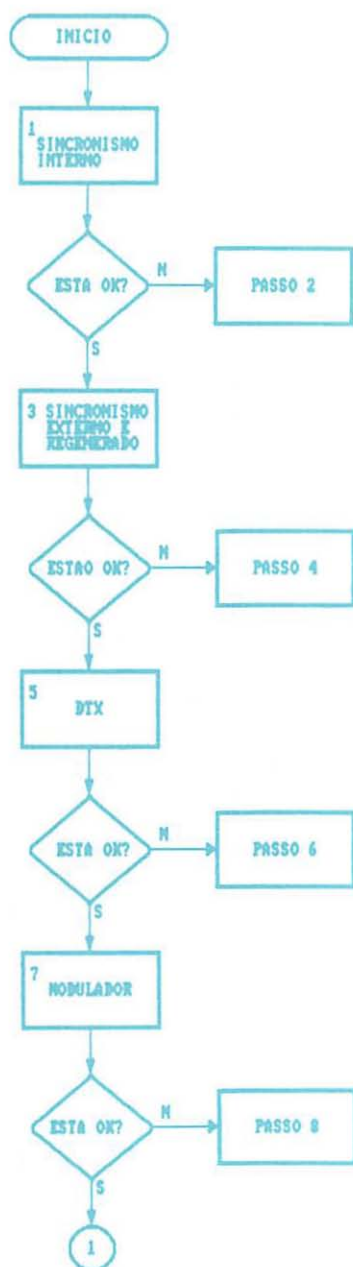 INICIO
1
SINCRONISMO
INTERNO
ESTA OK?
N
PASSO 2
S
3 SINCRONISMO
EXTERNO E
REGENERADO
ESTAO OK?
N
PASSO 4
S
5
DTX
ESTA OK?
N
PASSO 6
S
7
MODULADOR
ESTA OK?
N
PASSO 8
S
1